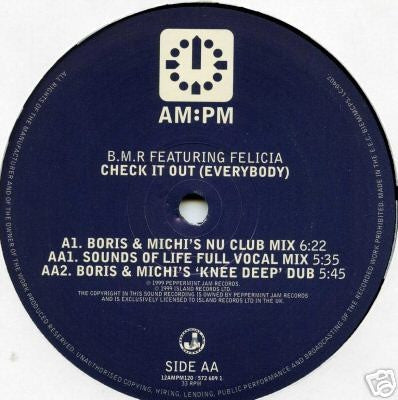 AM:PM
B.M.R FEATURING FELICIA
CHECK IT OUT (EVERYBODY)
A1. BORIS & MICHI'S NU CLUB MIX 6:22
AA1. SOUNDS OF LIFE FULL VOCAL MIX 5:35
AA2. BORIS & MICHI'S 'KNEE DEEP' DUB 5:45
Ⓟ 1999 PEPPERMINT JAM RECORDS.
© 1999 ISLAND RECORDS LTD.
THE COPYRIGHT IN THIS SOUND RECORDING IS OWNED BY PEPPERMINT JAM RECORDS
AND IS EXCLUSIVELY LICENSED TO ISLAND RECORDS LTD IN THE UK.
SIDE AA
12AMPM120 · 572 609 1
33 RPM
ALL RIGHTS OF THE MANUFACTURER AND OF THE OWNER OF THE WORK REPRODUCED RESERVED. UNAUTHORISED COPYING, HIRING, LENDING, PUBLIC PERFORMANCE AND BROADCASTING OF THE RECORDED WORK PROHIBITED. MADE IN THE E.C.